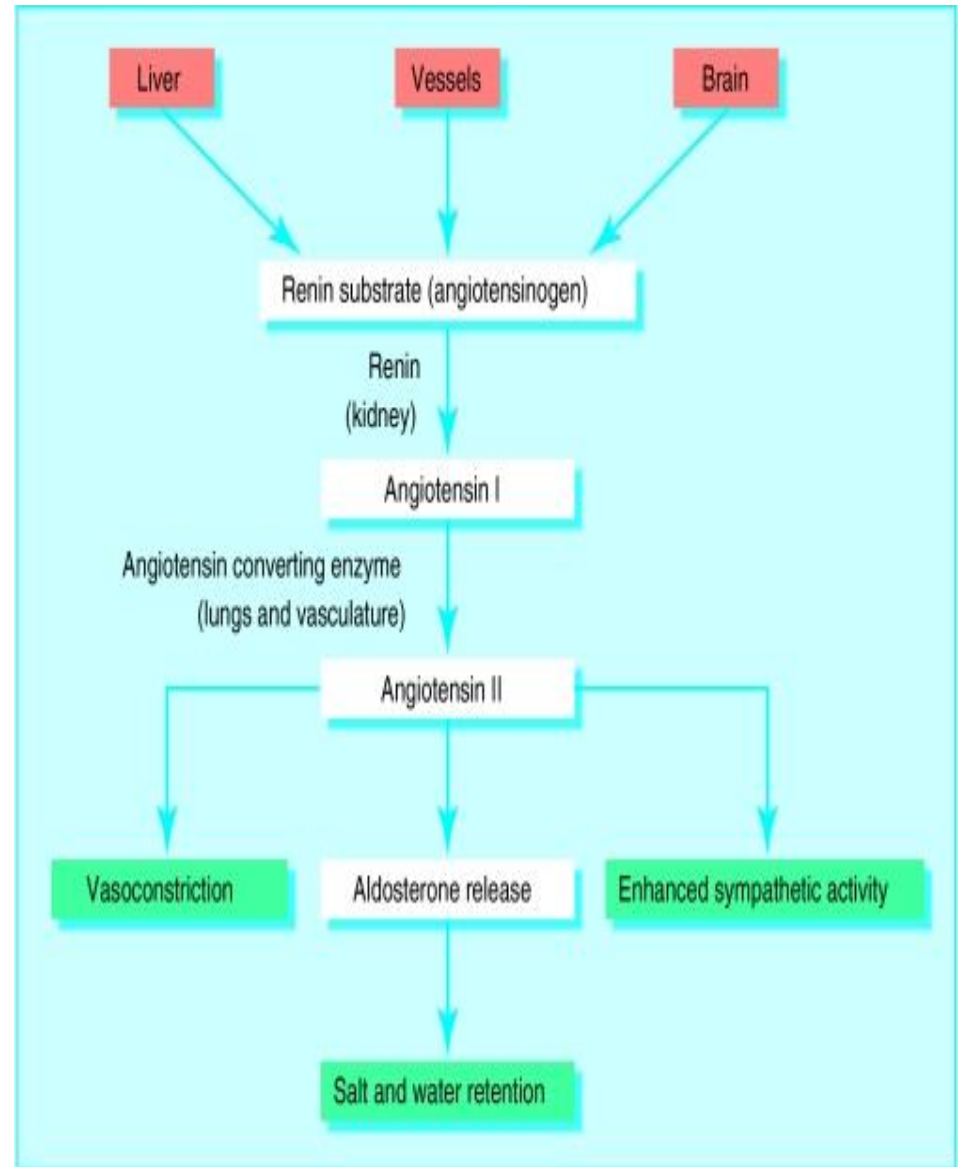 Liver
Vessels
Brain
Renin substrate (angiotensinogen)
Renin
(kidney)
Angiotensin I
Angiotensin converting enzyme
(lungs and vasculature)
Angiotensin II
Vasoconstriction
Aldosterone release
Enhanced sympathetic activity
Salt and water retention